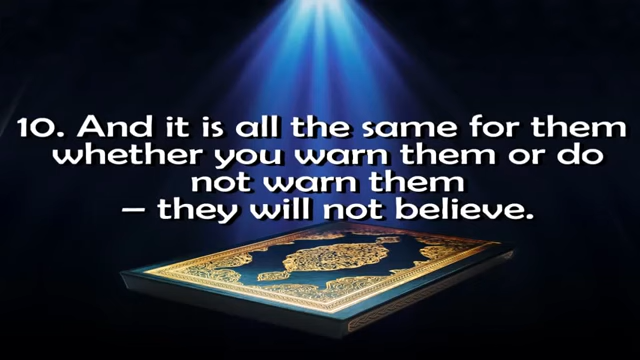 10. And it is all the same for them
whether you warn them or do
not warn them
– they will not believe.